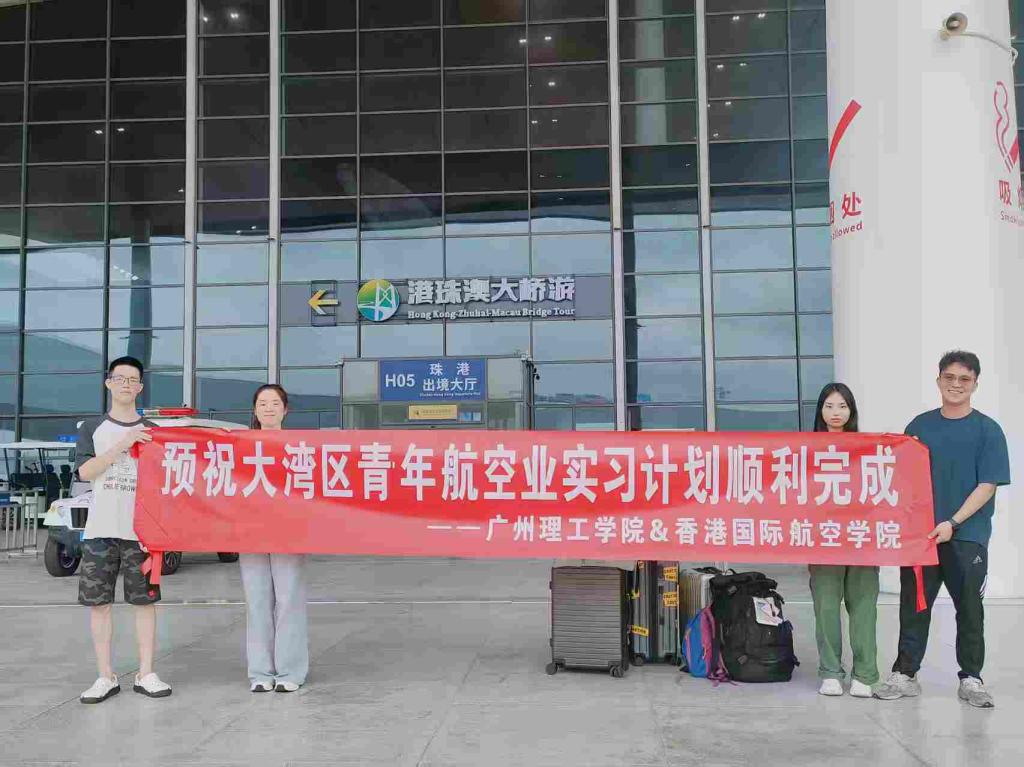 港珠澳大桥游
Hong Kong-Zhuhai-Macau Bridge Tour
H05
珠港
出境大厅
处
吸
预祝大湾区青年航空业实习计划顺利完成
——广州理工学院&香港国际航空学院